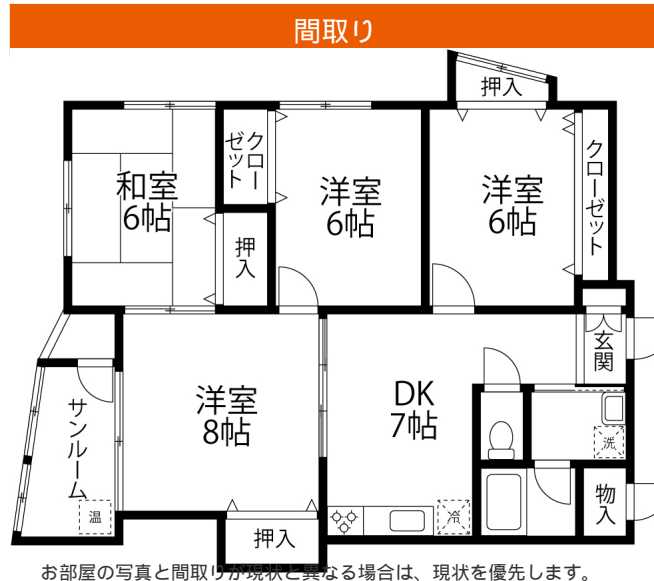 間取り
押入
クローゼット
和室
6帖
洋室
6帖
洋室
6帖
クローゼット
押入
玄関
洋室
8帖
DK
7帖
サンルーム
洗
温
冷
物入
押入
お部屋の写真と間取りが現状と異なる場合は、現状を優先します。